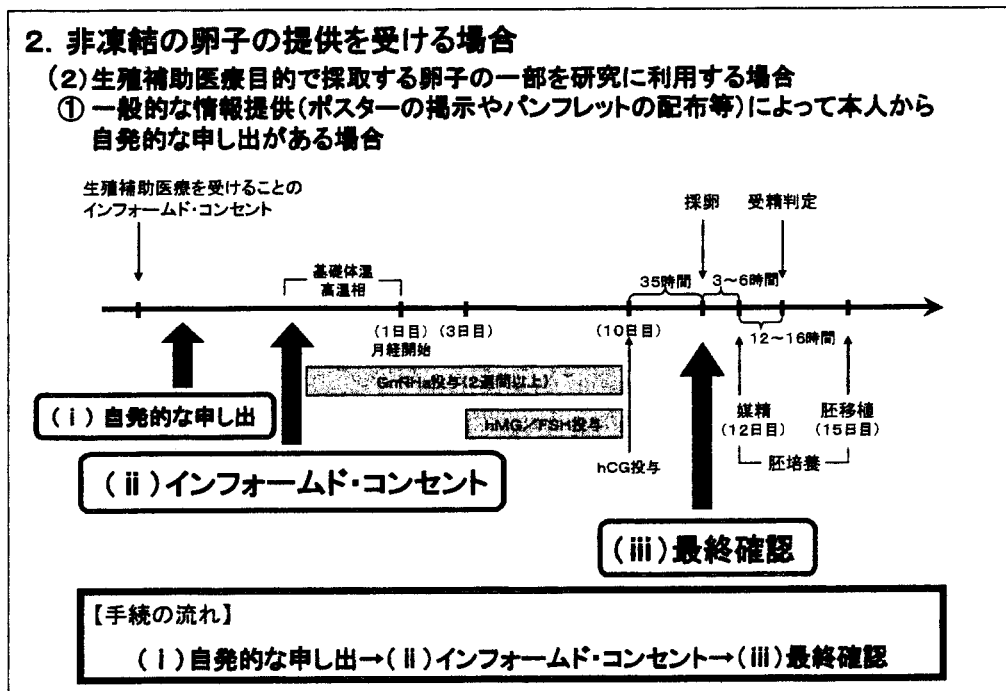 2．非凍結の卵子の提供を受ける場合
（2）生殖補助医療目的で採取する卵子の一部を研究に利用する場合
① 一般的な情報提供（ポスターの掲示やパンフレットの配布等）によって本人から
自発的な申し出がある場合
生殖補助医療を受けることの
インフォームド・コンセント
採卵
受精判定
基礎体温
高温相
35時間
3～6時間
（1日目）
月経開始
（3日目）
（10日目）
12～16時間
GnRHa投与（2週間以上）
hMG／FSH投与
hCG投与
媒精
（12日目）
胚移植
（15日目）
胚培養
（ⅰ）自発的な申し出
（ⅱ）インフォームド・コンセント
（ⅲ）最終確認
【手続の流れ】
（ⅰ）自発的な申し出→（ⅱ）インフォームド・コンセント→（ⅲ）最終確認